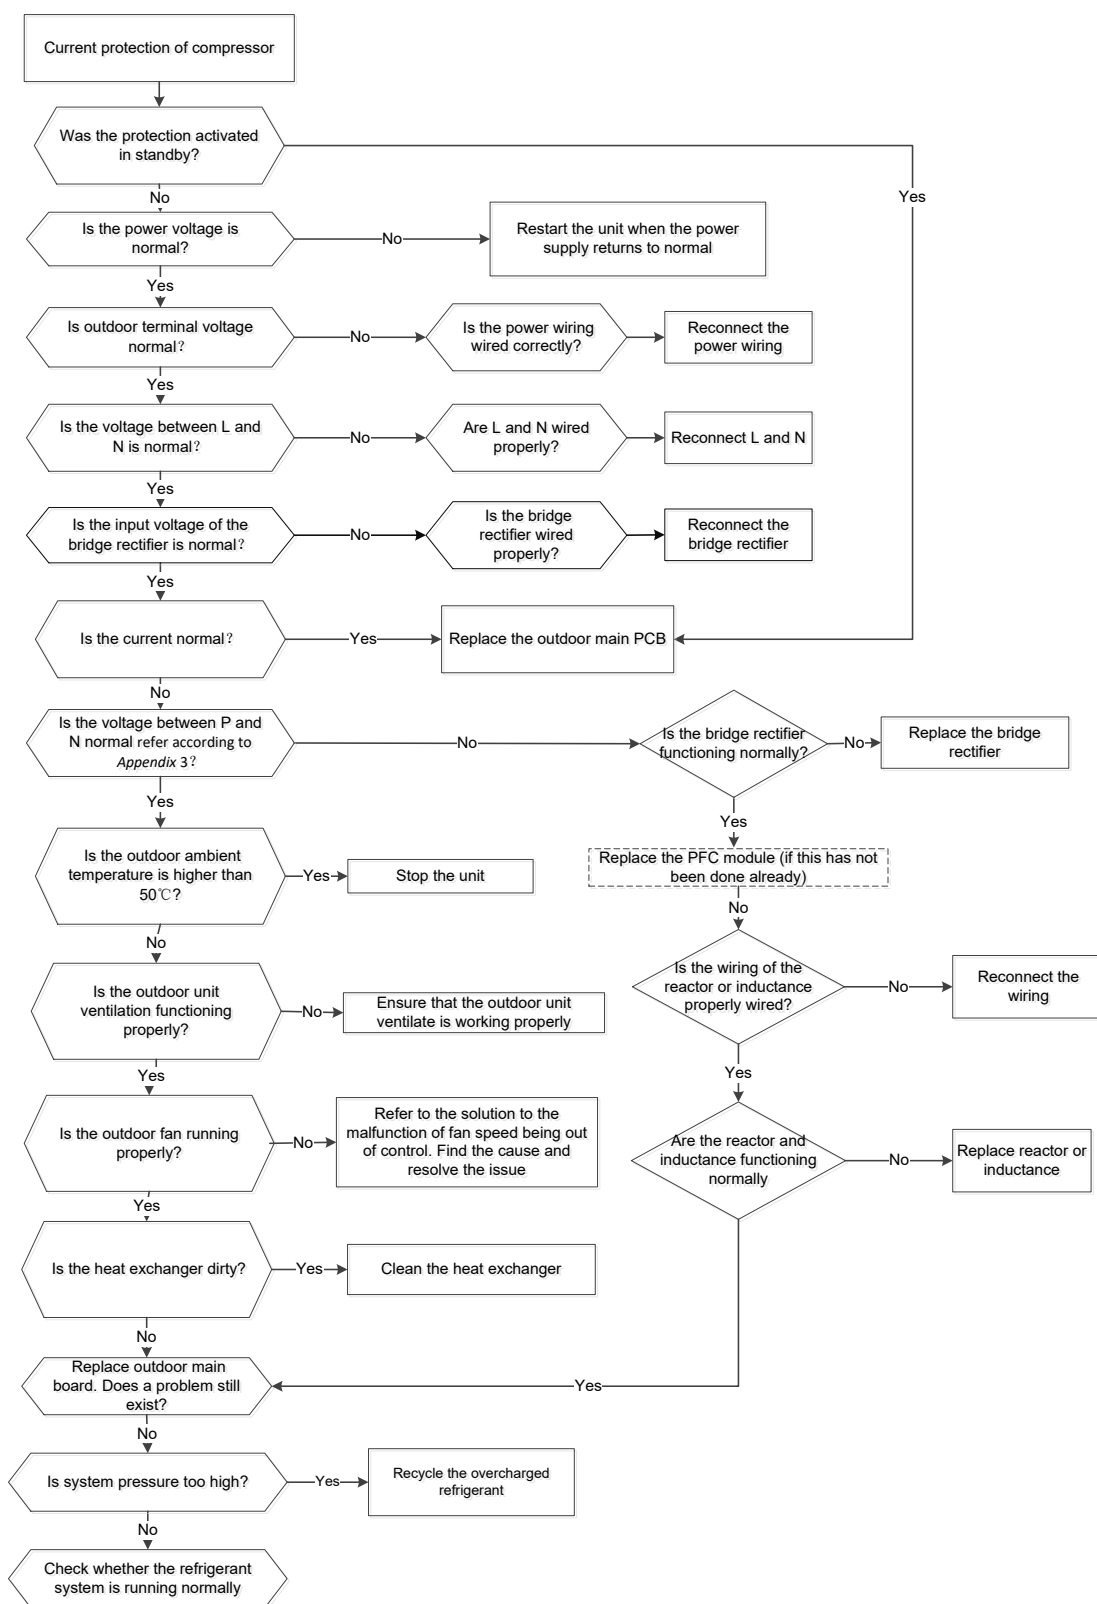 Current protection of compressor
Was the protection activated
in standby?
Yes
No
Is the power voltage is
normal?
No
Restart the unit when the power
supply returns to normal
Yes
Is outdoor terminal voltage
normal?
No
Is the power wiring
wired correctly?
Reconnect the
power wiring
Yes
Is the voltage between L and
N is normal?
No
Are L and N wired
properly?
Reconnect L and N
Yes
Is the input voltage of the
bridge rectifier is normal?
No
Is the bridge
rectifier wired
properly?
Reconnect the
bridge rectifier
Yes
Is the current normal?
Yes
Replace the outdoor main PCB
No
Is the voltage between P and
N normal refer according to
Appendix 3?
No
Is the bridge rectifier
functioning normally?
No
Replace the bridge
rectifier
Yes
Yes
Is the outdoor ambient
temperature is higher than
50℃?
Yes
Stop the unit
Replace the PFC module (if this has not
been done already)
No
No
Is the outdoor unit
ventilation functioning
properly?
No
Ensure that the outdoor unit
ventilate is working properly
Is the wiring of the
reactor or inductance
properly wired?
No
Reconnect the
wiring
Yes
Yes
Is the outdoor fan running
properly?
No
Refer to the solution to the
malfunction of fan speed being out
of control. Find the cause and
resolve the issue
Are the reactor and
inductance functioning
normally
No
Replace reactor or
inductance
Yes
Is the heat exchanger dirty?
Yes
Clean the heat exchanger
No
Replace outdoor main
board. Does a problem still
exist?
Yes
No
Is system pressure too high?
Yes
Recycle the overcharged
refrigerant
No
Check whether the refrigerant
system is running normally